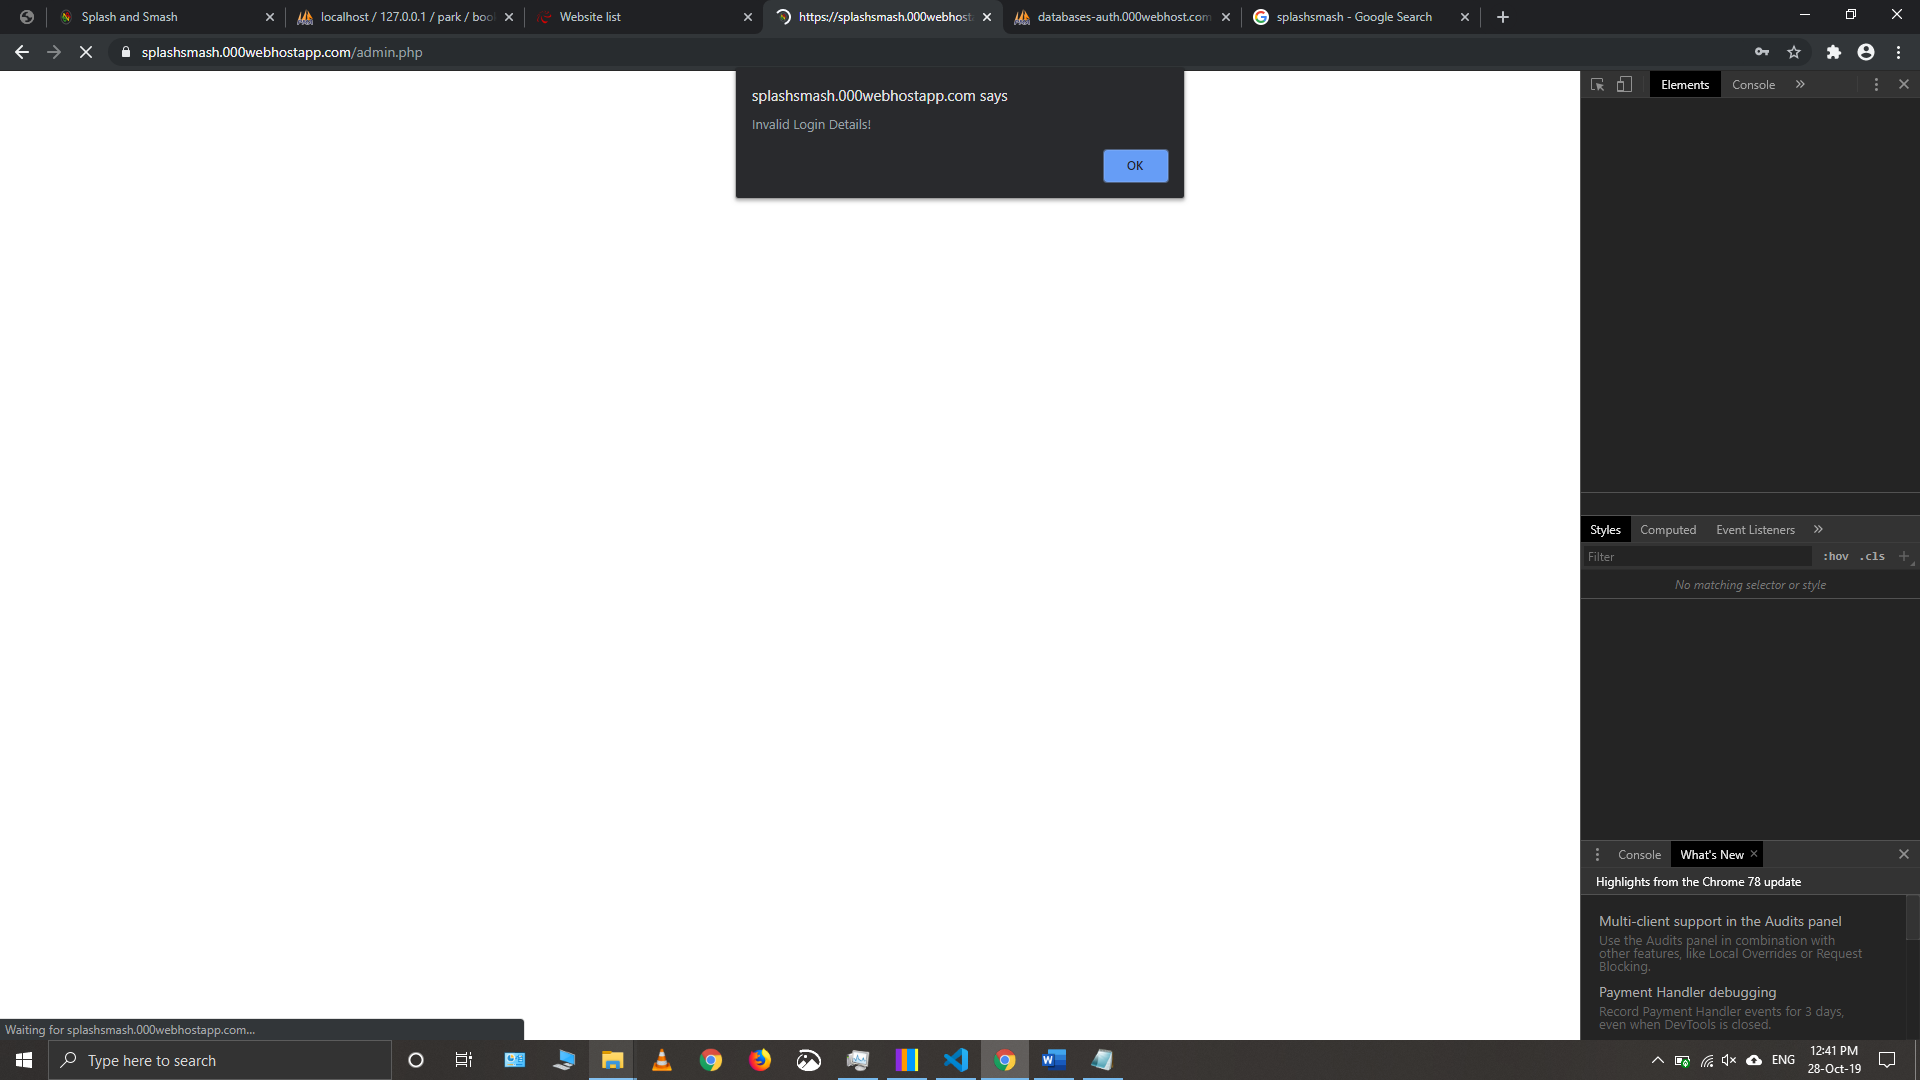 Splash and Smash
localhost / 127.0.0.1 / park / boo
Website list
https://splashsmash.000webhost
databases-auth.000webhost.com
splashsmash - Google Search
splashsmash.000webhostapp.com/admin.php
splashsmash.000webhostapp.com says
Invalid Login Details!
OK
Elements
Console
Styles
Computed
Event Listeners
Filter
:hov
.cls
No matching selector or style
Console
What's New
Highlights from the Chrome 78 update
Multi-client support in the Audits panel
Use the Audits panel in combination with
other features, like Local Overrides or Request
Blocking.
Payment Handler debugging
Record Payment Handler events for 3 days,
even when DevTools is closed.
Waiting for splashsmash.000webhostapp.com...
Type here to search
ENG
12:41 PM
28-Oct-19